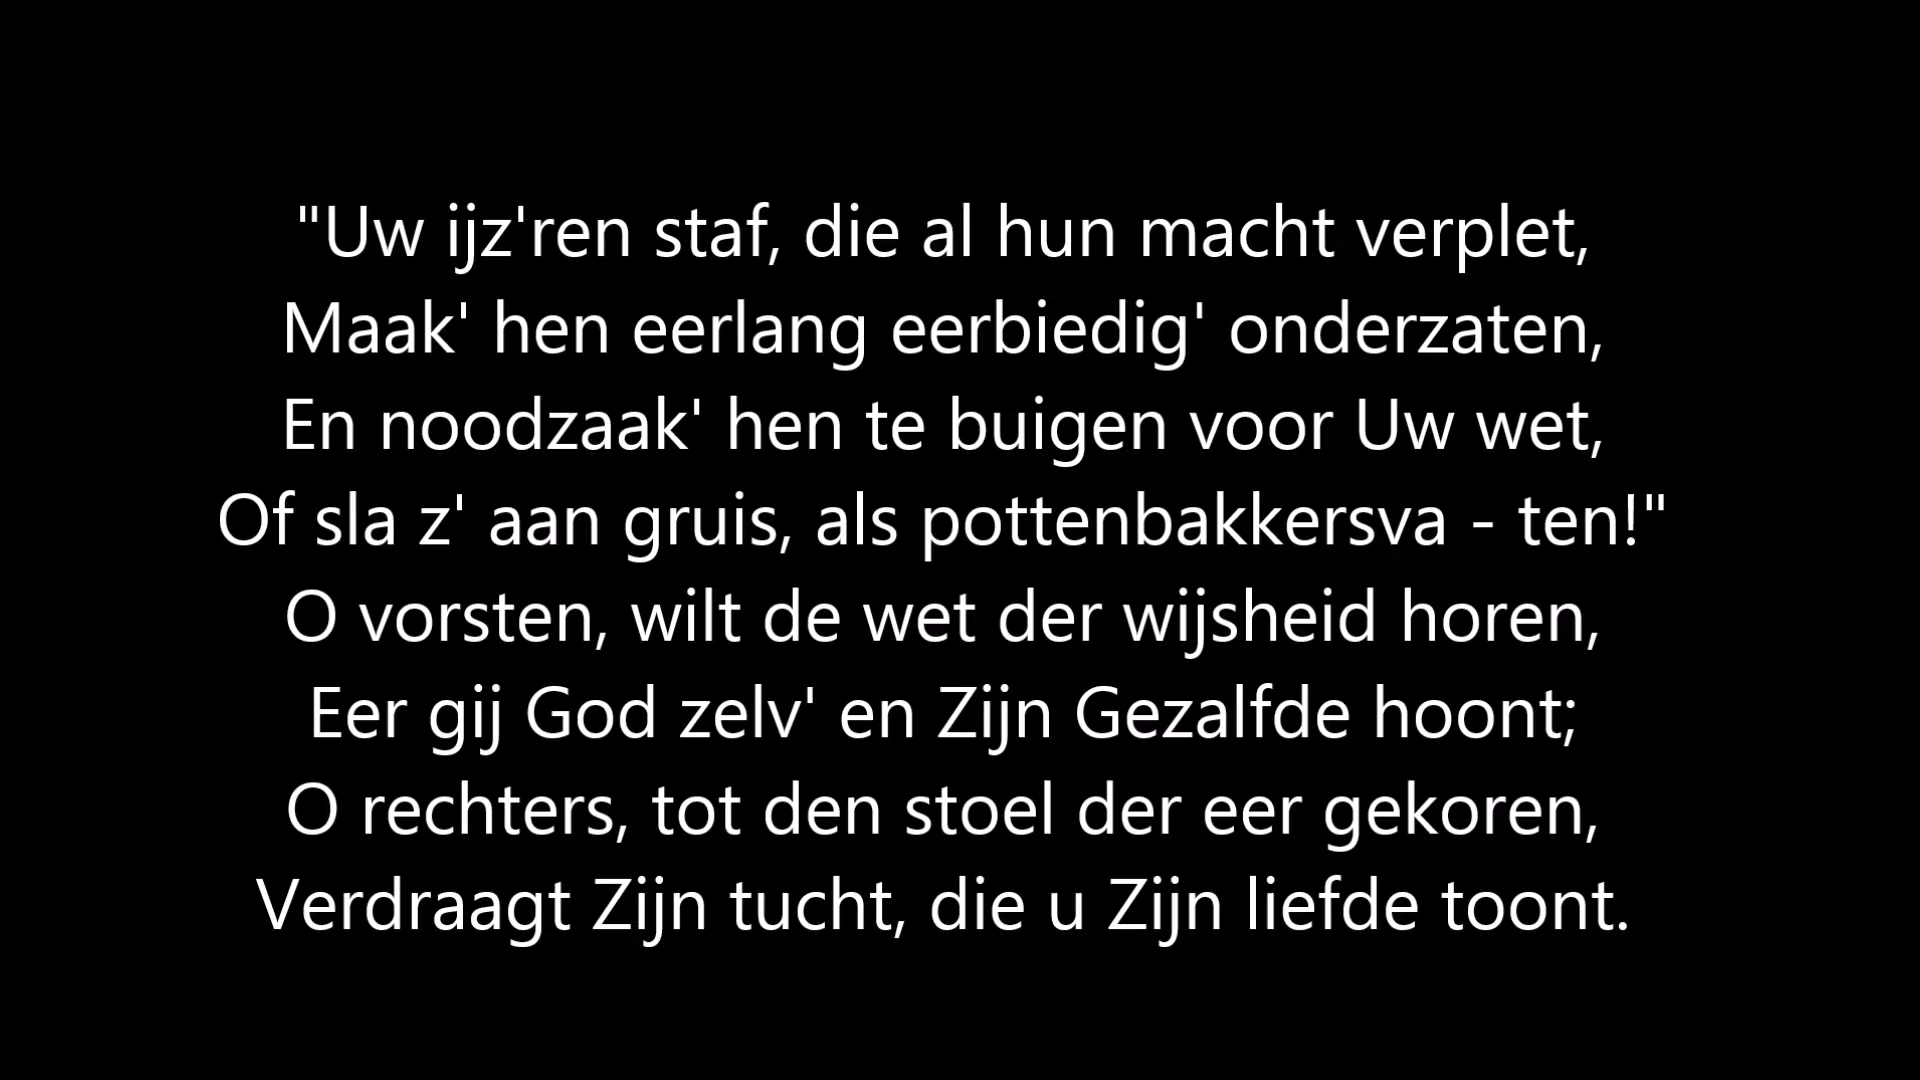 "Uw ijz'ren staf, die al hun macht verplet,
Maak' hen eerlang eerbiedig' onderzaten,
En noodzaak' hen te buigen voor Uw wet,
Of sla z' aan gruis, als pottenbakkersva - ten!"
O vorsten, wilt de wet der wijsheid horen,
Eer gij God zelv' en Zijn Gezalfde hoont;
O rechters, tot den stoel der eer gekoren,
Verdraagt Zijn tucht, die u Zijn liefde toont.